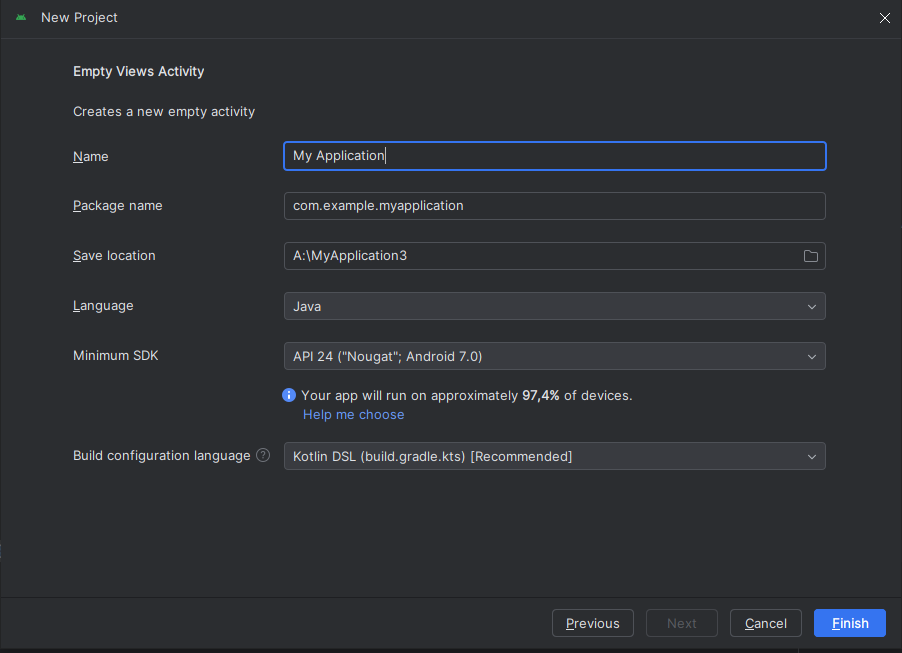 New Project
Empty Views Activity
Creates a new empty activity
Name My Application
Package name com.example.myapplication
Save location A:\MyApplication3
Language Java
Minimum SDK API 24 ("Nougat"; Android 7.0)
Your app will run on approximately 97,4% of devices.
Help me choose
Build configuration language ? Kotlin DSL (build.gradle.kts) [Recommended]
Previous Next Cancel Finish